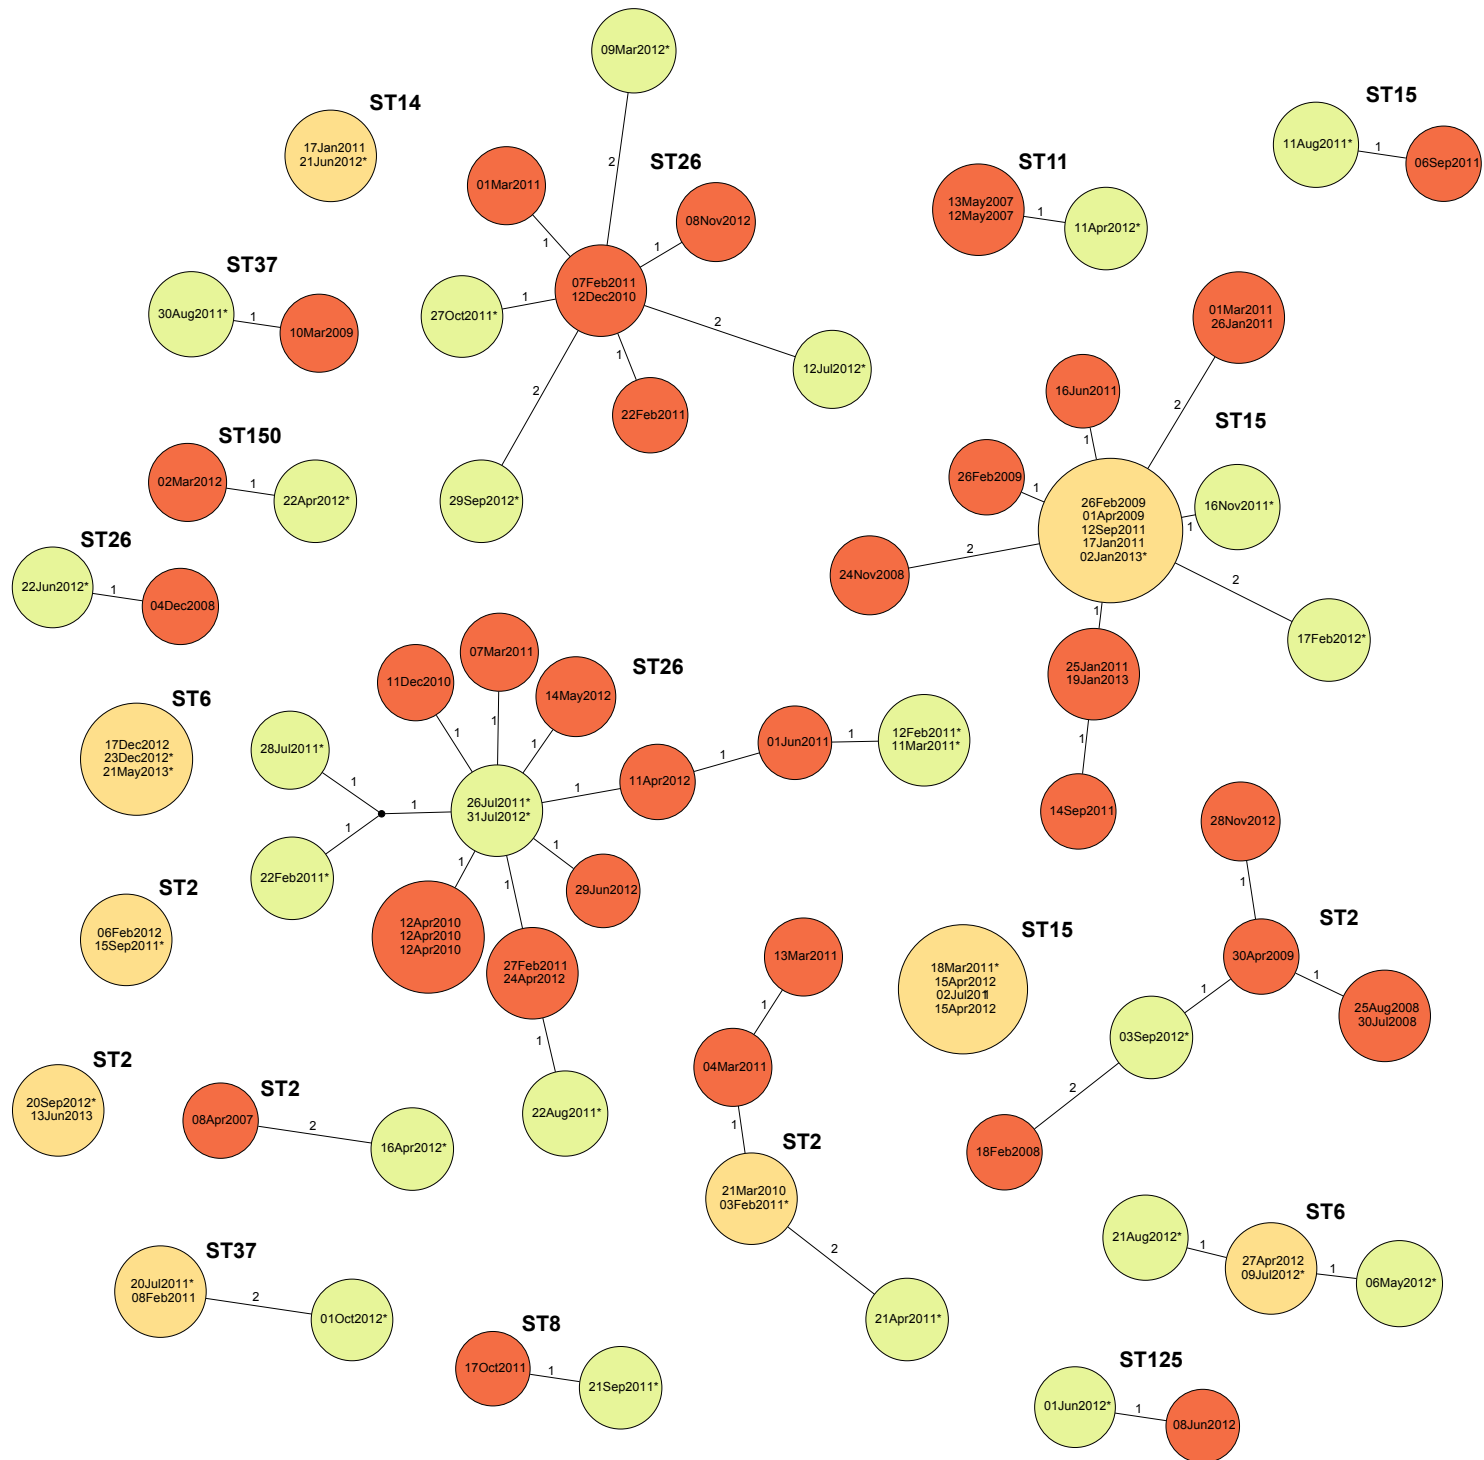 09Mar2012*
ST14
17Jan2011
21Jun2012*
2
ST26
01Mar2011
08Nov2012
1
1
07Feb2011
12Dec2010
27Oct2011*
1
2
12Jul2012*
1
22Feb2011
2
29Sep2012*
ST11
13May2007
12May2007
1
11Apr2012*
ST15
11Aug2011*
1
06Sep2011
ST37
30Aug2011*
1
10Mar2009
ST150
02Mar2012
1
22Apr2012*
ST26
22Jun2012*
1
04Dec2008
01Mar2011
26Jan2011
2
16Jun2011
1
ST15
26Feb2009
1
26Feb2009
01Apr2009
12Sep2011
17Jan2011
02Jan2013*
1
16Nov2011*
24Nov2008
2
2
17Feb2012*
1
25Jan2011
19Jan2013
1
14Sep2011
ST6
17Dec2012
23Dec2012*
21May2013*
07Mar2011
11Dec2010
14May2012
ST26
1
1
1
28Jul2011*
1
1
1
22Feb2011*
26Jul2011*
31Jul2012*
1
11Apr2012
1
01Jun2011
1
12Feb2011*
11Mar2011*
1
29Jun2012
1
12Apr2010
12Apr2010
12Apr2010
1
27Feb2011
24Apr2012
1
22Aug2011*
ST2
06Feb2012
15Sep2011*
ST2
20Sep2012*
13Jun2013
ST2
08Apr2007
2
16Apr2012*
13Mar2011
1
04Mar2011
1
ST2
21Mar2010
03Feb2011*
2
21Apr2011*
ST15
18Mar2011*
15Apr2012
02Jul2011
15Apr2012
28Nov2012
1
ST2
30Apr2009
1
25Aug2008
30Jul2008
1
03Sep2012*
2
18Feb2008
ST37
20Jul2011*
08Feb2011
2
01Oct2012*
ST8
17Oct2011
1
21Sep2011*
ST6
21Aug2012*
1
27Apr2012
09Jul2012*
1
06May2012*
ST125
01Jun2012*
1
08Jun2012